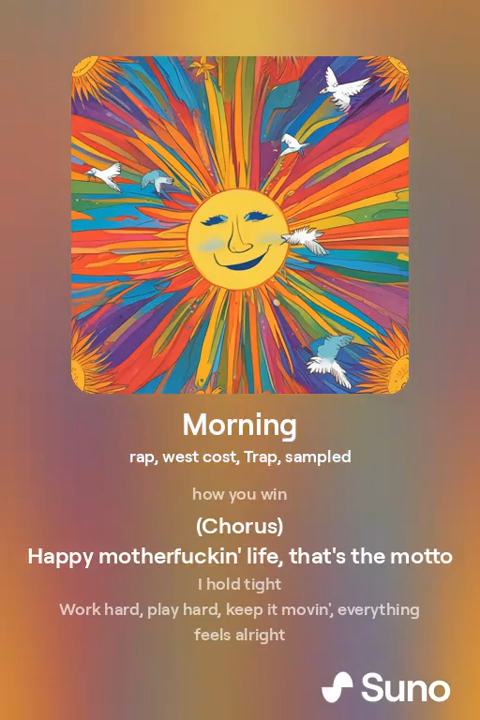 Morning
rap, west cost, Trap, sampled
how you win
(Chorus)
Happy motherfuckin' life, that's the motto
I hold tight
Work hard, play hard, keep it movin', everything
feels alright
Suno